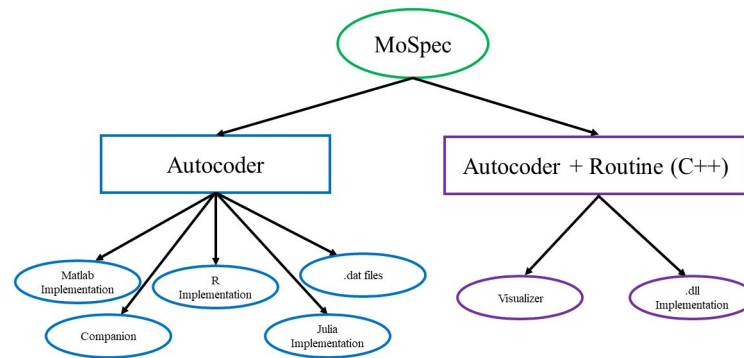 MoSpec
Autocoder
Autocoder + Routine (C++)
Matlab
Implementation
R
Implementation
.dat files
Companion
Julia
Implementation
Visualizer
.dll
Implementation